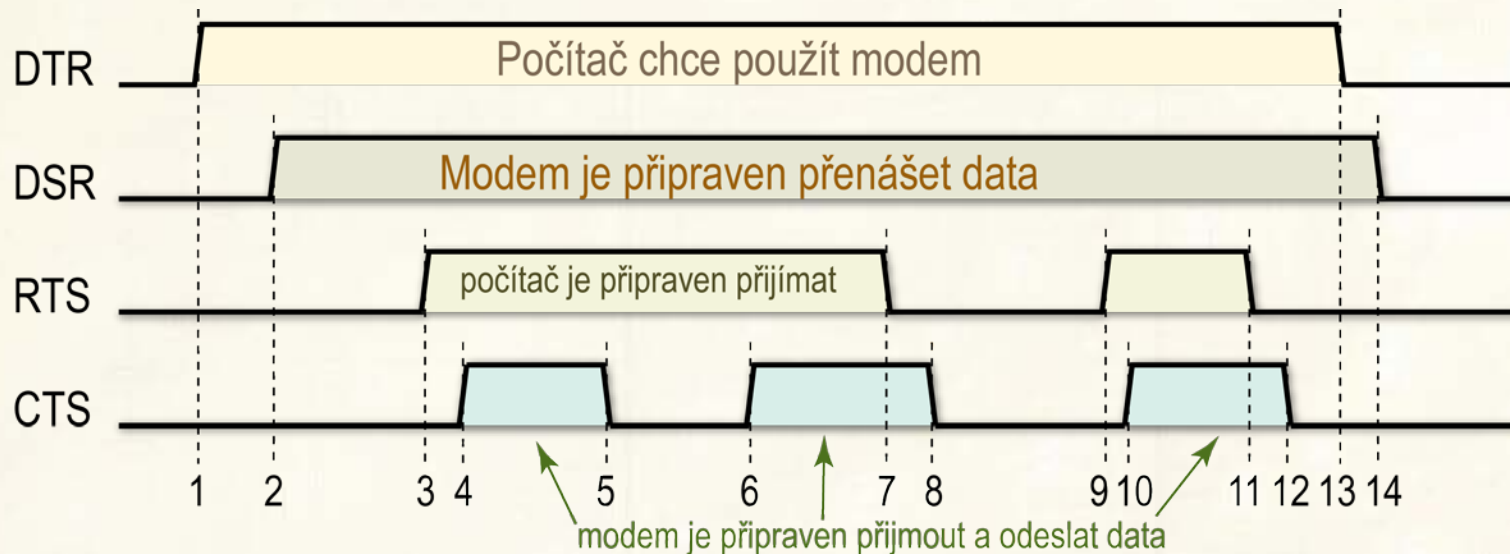 DTR
Počítač chce použít modem
DSR
Modem je připraven přenášet data
RTS
počítač je připraven přijímat
CTS
1 2 3 4 5 6 7 8 9 10 11 12 13 14
modem je připraven přijmout a odeslat data